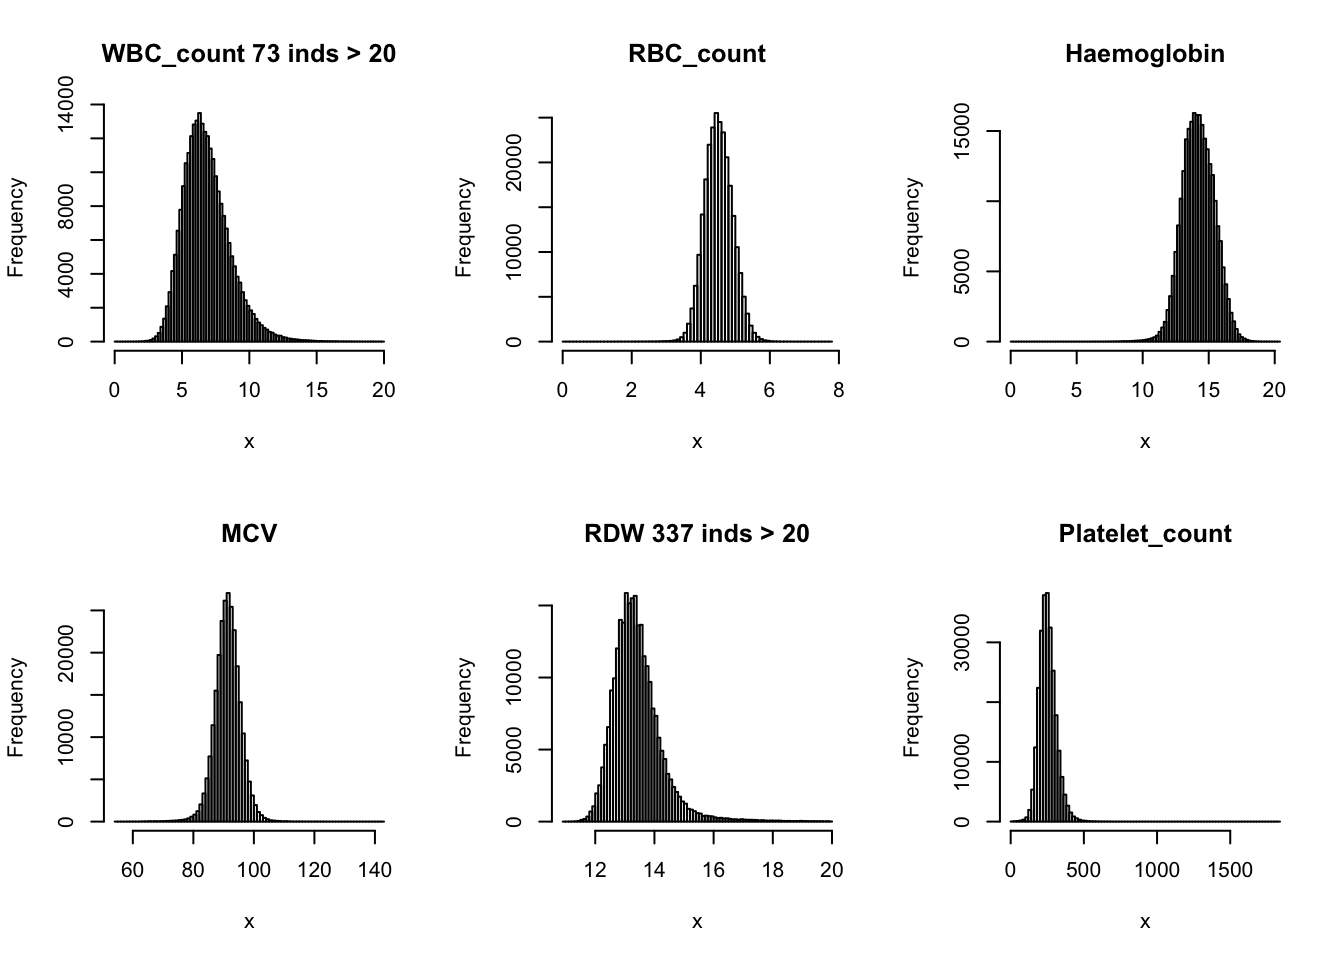 WBC_count 73 inds > 20
Frequency
0 4000 8000 14000
0 5 10 15 20
x
RBC_count
Frequency
0 10000 20000
0 2 4 6 8
x
Haemoglobin
Frequency
0 5000 15000
0 5 10 15 20
x
MCV
Frequency
0 10000 20000
60 80 100 120 140
x
RDW 337 inds > 20
Frequency
0 5000 10000
12 14 16 18 20
x
Platelet_count
Frequency
0 10000 30000
0 500 1000 1500
x